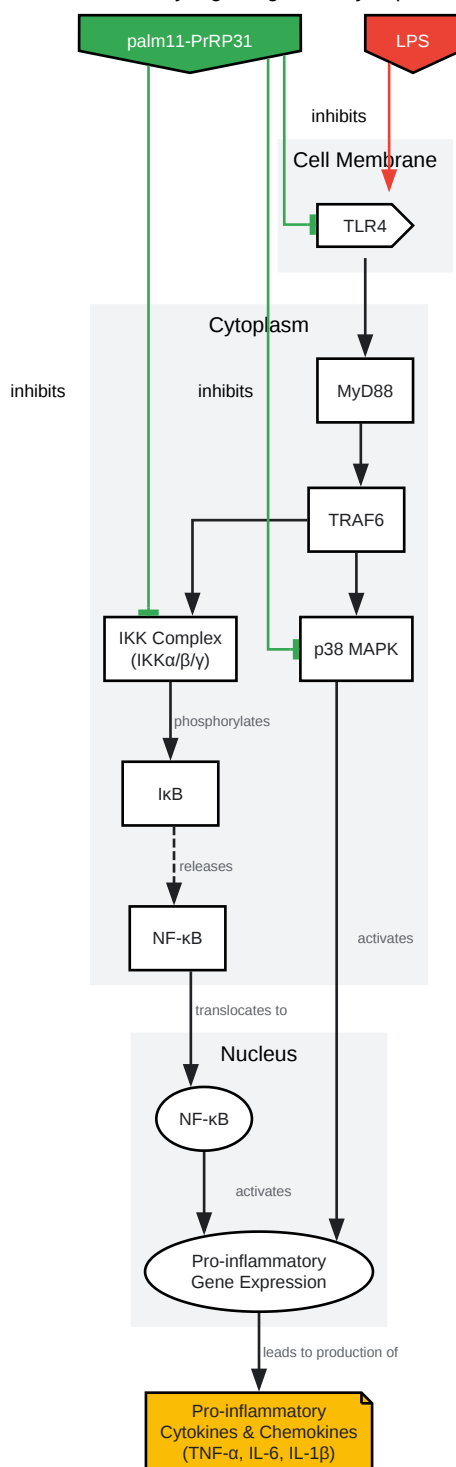 palm11-PrRP31
LPS
inhibits
Cell Membrane
TLR4
Cytoplasm
inhibits
inhibits
MyD88
TRAF6
IKK Complex
(IKKα/β/γ)
p38 MAPK
phosphorylates
IκB
releases
NF-κB
activates
translocates to
Nucleus
NF-κB
activates
Pro-inflammatory
Gene Expression
leads to production of
Pro-inflammatory
Cytokines & Chemokines
(TNF-α, IL-6, IL-1β)